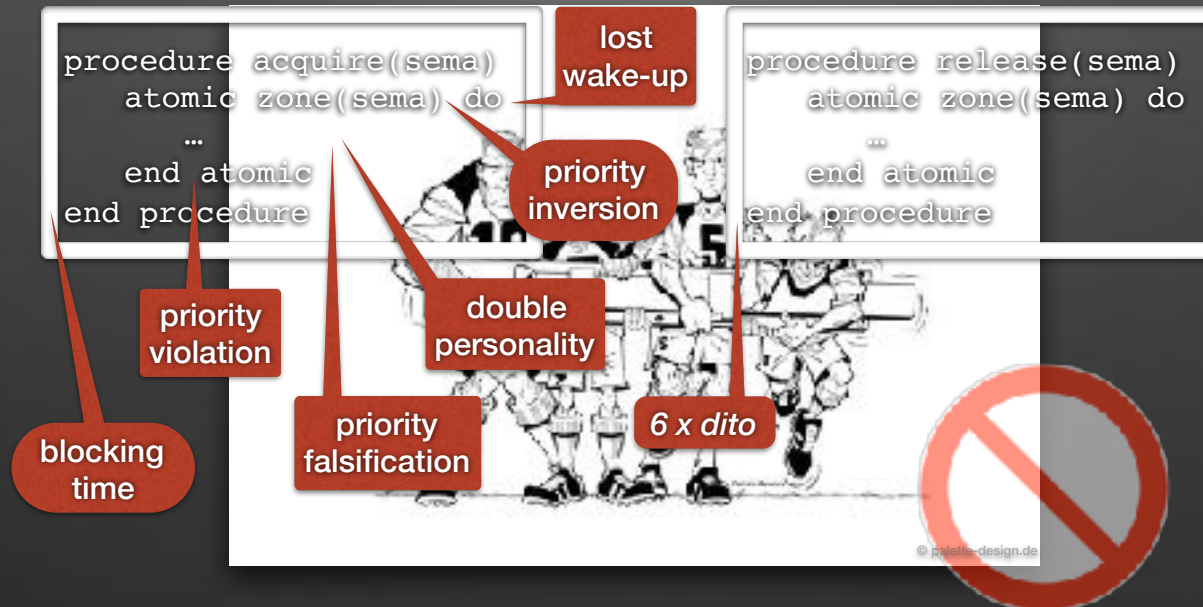 procedure acquire(sema)
atomic zone(sema) do
…
end atomic
end procedure
lost
wake-up
priority
inversion
double
personality
priority
falsification
priority
violation
blocking
time
procedure release(sema)
atomic zone(sema) do
…
end atomic
end procedure
6 x dito
10
5
© palette-design.de